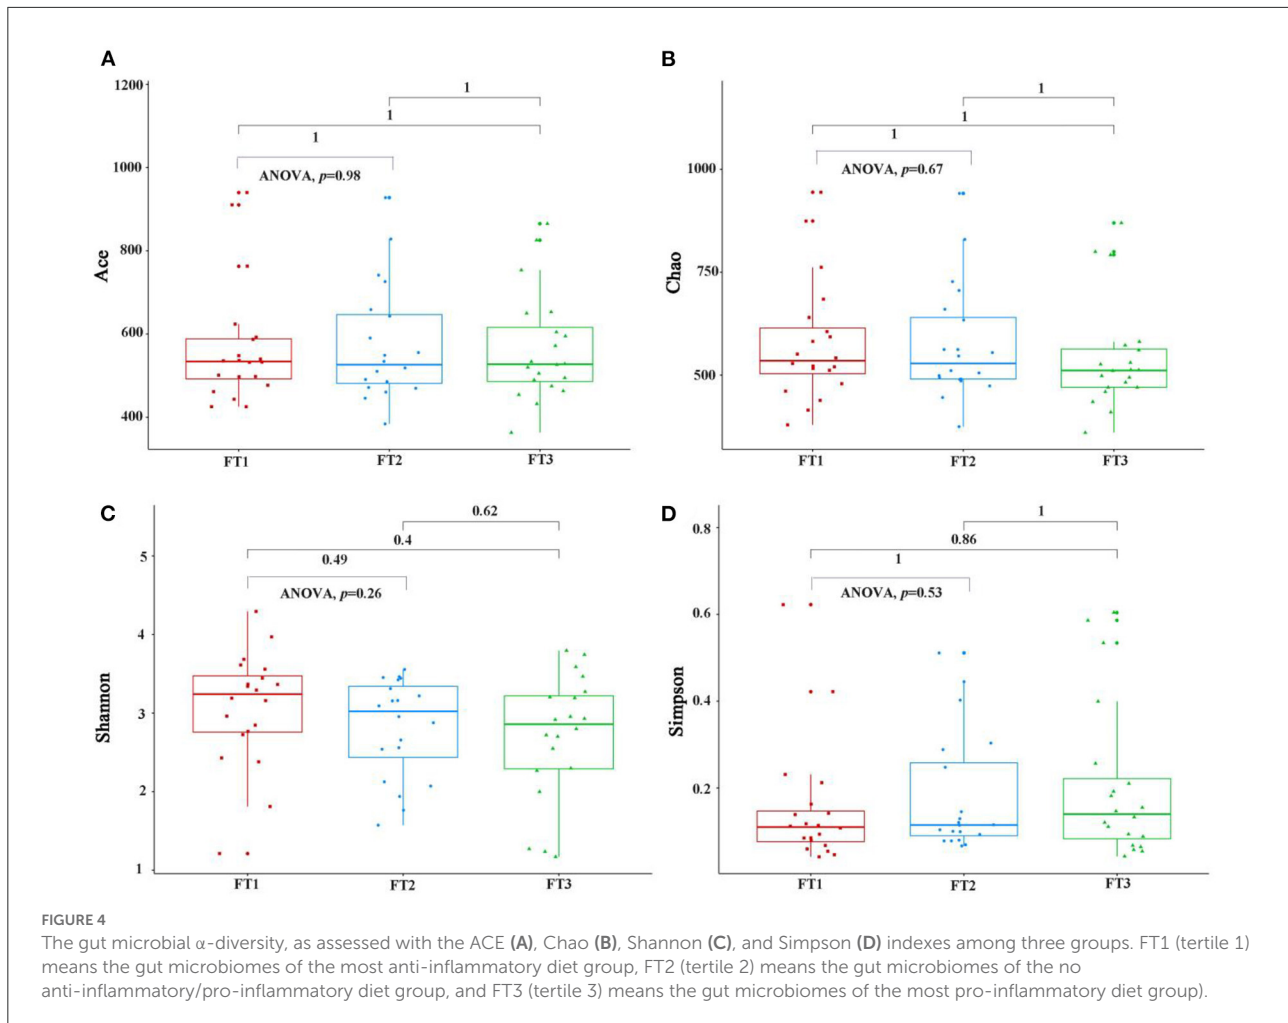 A
1200
1000
800
600
400
Ace
1
1
1
ANOVA, p=0.98
FT1
FT2
FT3
B
1000
750
500
Chao
1
1
1
ANOVA, p=0.67
FT1
FT2
FT3
C
5
4
3
2
1
Shannon
0.62
0.4
0.49
ANOVA, p=0.26
FT1
FT2
FT3
D
0.8
0.6
0.4
0.2
Simpson
1
0.86
1
ANOVA, p=0.53
FT1
FT2
FT3
FIGURE 4
The gut microbial α-diversity, as assessed with the ACE (A), Chao (B), Shannon (C), and Simpson (D) indexes among three groups. FT1 (tertile 1)
means the gut microbiomes of the most anti-inflammatory diet group, FT2 (tertile 2) means the gut microbiomes of the no
anti-inflammatory/pro-inflammatory diet group, and FT3 (tertile 3) means the gut microbiomes of the most pro-inflammatory diet group).